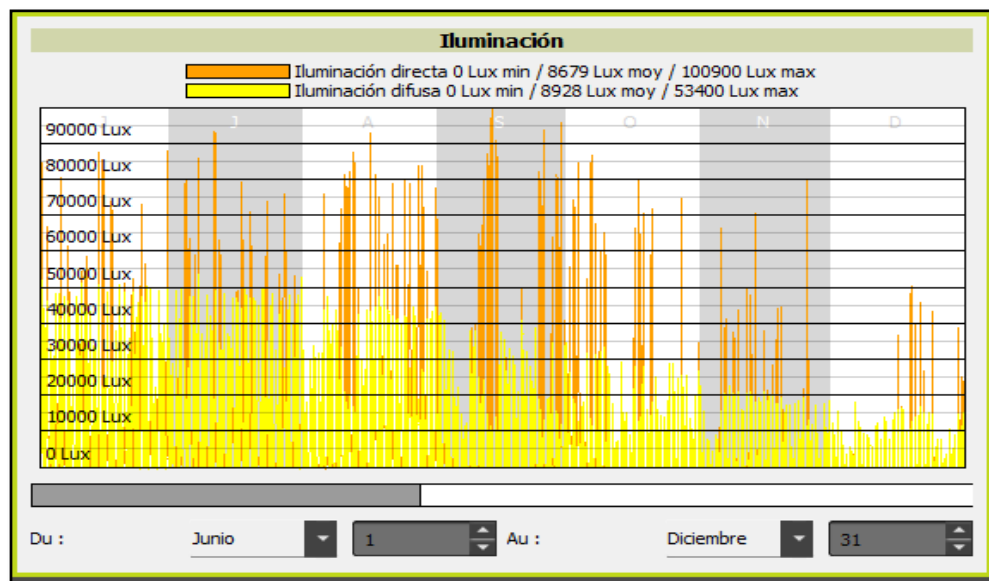 Iluminación
Iluminación directa 0 Lux min / 8679 Lux moy / 100900 Lux max
Iluminación difusa 0 Lux min / 8928 Lux moy / 53400 Lux max
J J A S O N D
90000 Lux
80000 Lux
70000 Lux
60000 Lux
50000 Lux
40000 Lux
30000 Lux
20000 Lux
10000 Lux
0 Lux
Du : Junio 1 Au : Diciembre 31